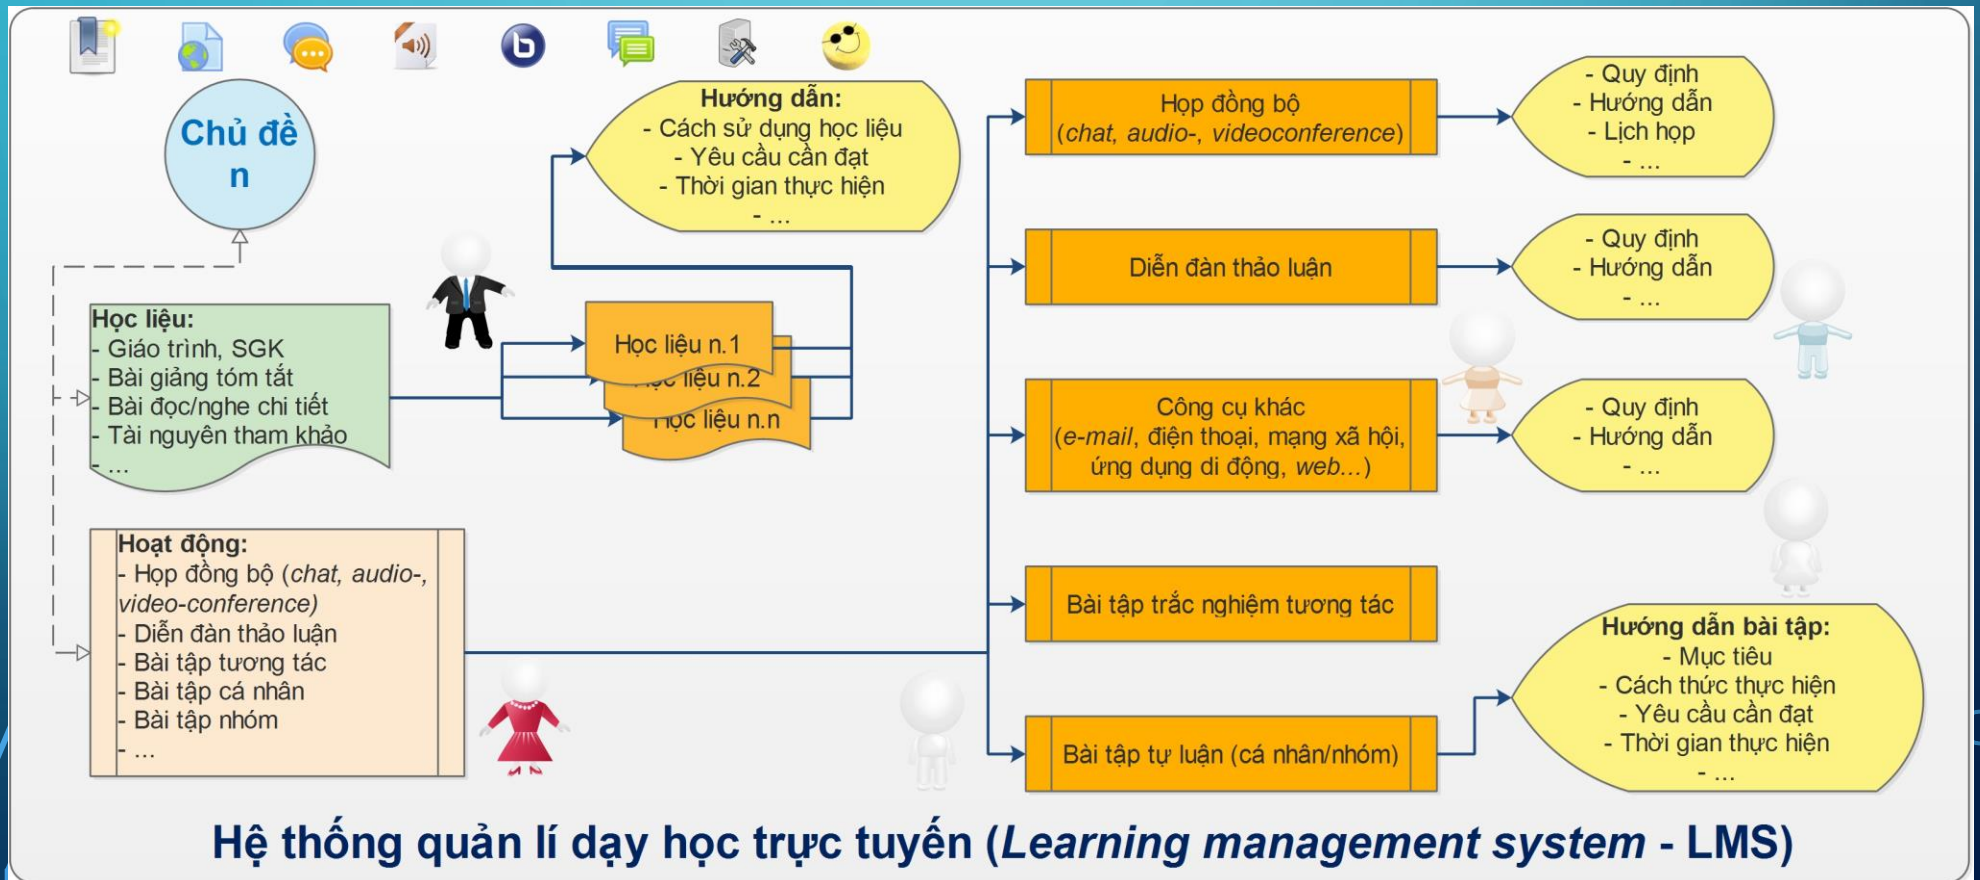 Chủ đề
n
Hướng dẫn:
- Cách sử dụng học liệu
- Yêu cầu cần đạt
- Thời gian thực hiện
- ...
Học liệu:
- Giáo trình, SGK
- Bài giảng tóm tắt
- Bài đọc/nghe chi tiết
- Tài nguyên tham khảo
- ...
Học liệu n.1
Học liệu n.2
Học liệu n.n
Hoạt động:
- Họp đồng bộ (chat, audio-,
video-conference)
- Diễn đàn thảo luận
- Bài tập tương tác
- Bài tập cá nhân
- Bài tập nhóm
- ...
Họp đồng bộ
(chat, audio-, videoconference)
- Quy định
- Hướng dẫn
- Lịch họp
- ...
Diễn đàn thảo luận
- Quy định
- Hướng dẫn
- ...
Công cụ khác
(e-mail, điện thoại, mạng xã hội,
ứng dụng di động, web...)
- Quy định
- Hướng dẫn
- ...
Bài tập trắc nghiệm tương tác
Bài tập tự luận (cá nhân/nhóm)
Hướng dẫn bài tập:
- Mục tiêu
- Cách thức thực hiện
- Yêu cầu cần đạt
- Thời gian thực hiện
- ...
Hệ thống quản lí dạy học trực tuyến (Learning management system - LMS)